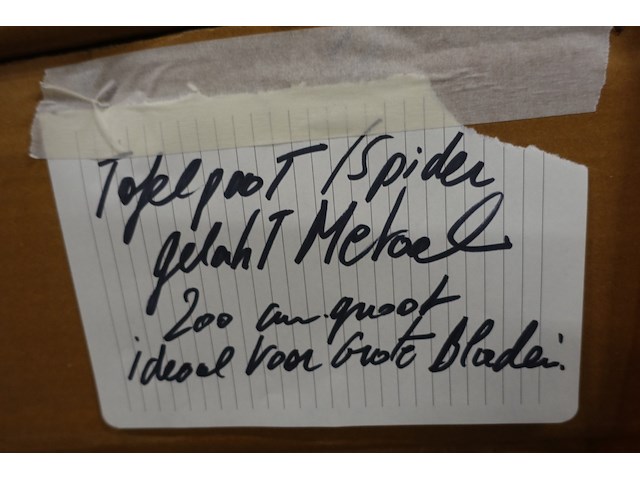 Tafelpoot / Spider
gelakt Metaal
200 cm groot
ideaal voor Grote Bladen.